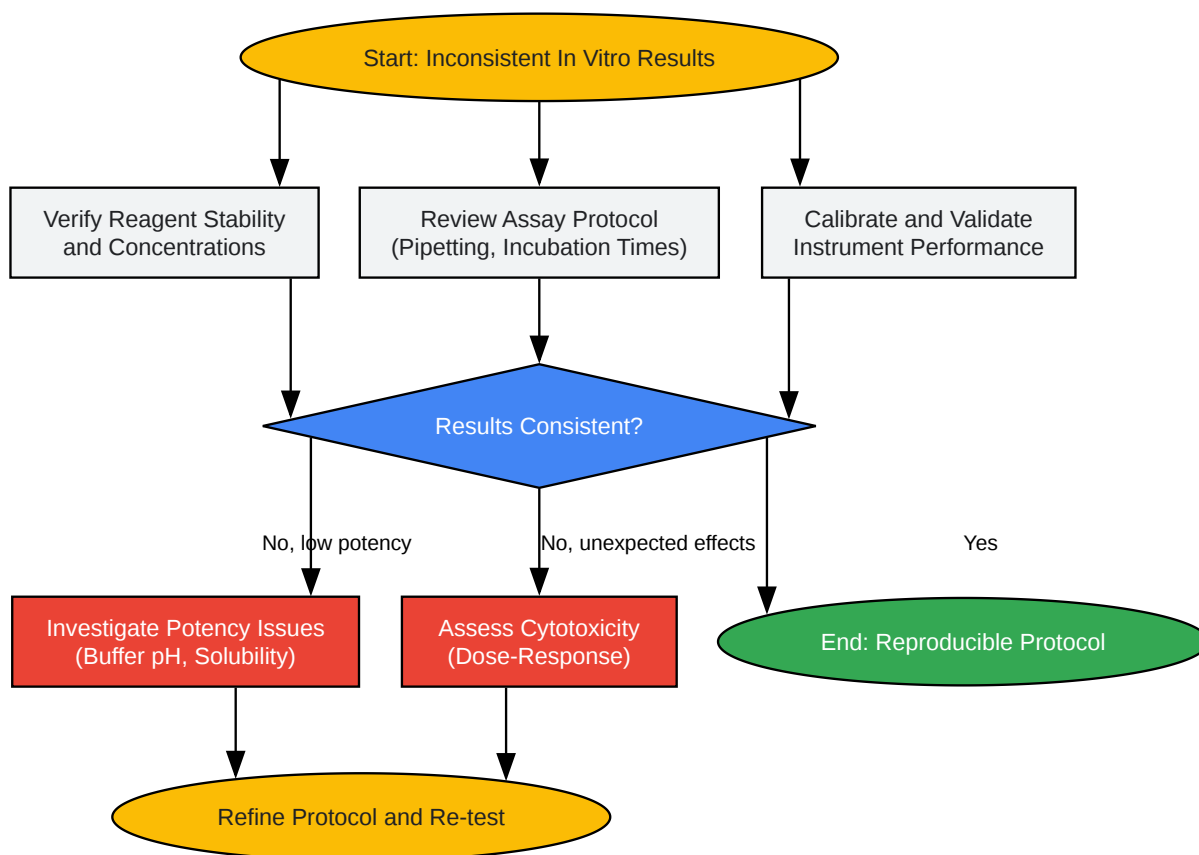 Start: Inconsistent In Vitro Results
Verify Reagent Stability
and Concentrations
Review Assay Protocol
(Pipetting, Incubation Times)
Calibrate and Validate
Instrument Performance
Results Consistent?
No, low potency
No, unexpected effects
Yes
Investigate Potency Issues
(Buffer pH, Solubility)
Assess Cytotoxicity
(Dose-Response)
End: Reproducible Protocol
Refine Protocol and Re-test